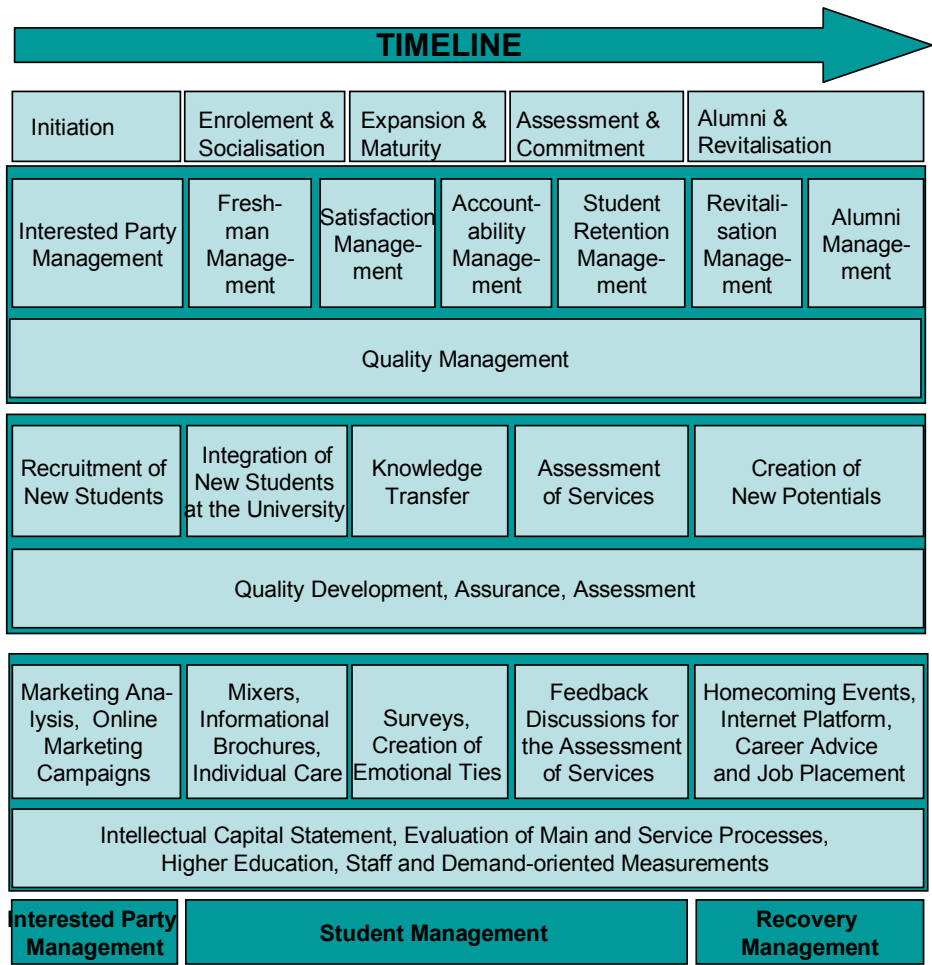 TIMELINE
Initiation
Enrolement &
Socialisation
Expansion &
Maturity
Assessment &
Commitment
Alumni &
Revitalisation
Interested Party
Management
Fresh-
man
Manage-
ment
Satisfaction
Manage-
ment
Account-
ability
Manage-
ment
Student
Retention
Manage-
ment
Revitali-
sation
Manage-
ment
Alumni
Manage-
ment
Quality Management
Recruitment of
New Students
Integration of
New Students
at the University
Knowledge
Transfer
Assessment
of Services
Creation of
New Potentials
Quality Development, Assurance, Assessment
Marketing Ana-
lysis, Online
Marketing
Campaigns
Mixers,
Informational
Brochures,
Individual Care
Surveys,
Creation of
Emotional Ties
Feedback
Discussions for
the Assessment
of Services
Homecoming Events,
Internet Platform,
Career Advice
and Job Placement
Intellectual Capital Statement, Evaluation of Main and Service Processes,
Higher Education, Staff and Demand-oriented Measurements
Interested Party
Management
Student Management
Recovery
Management